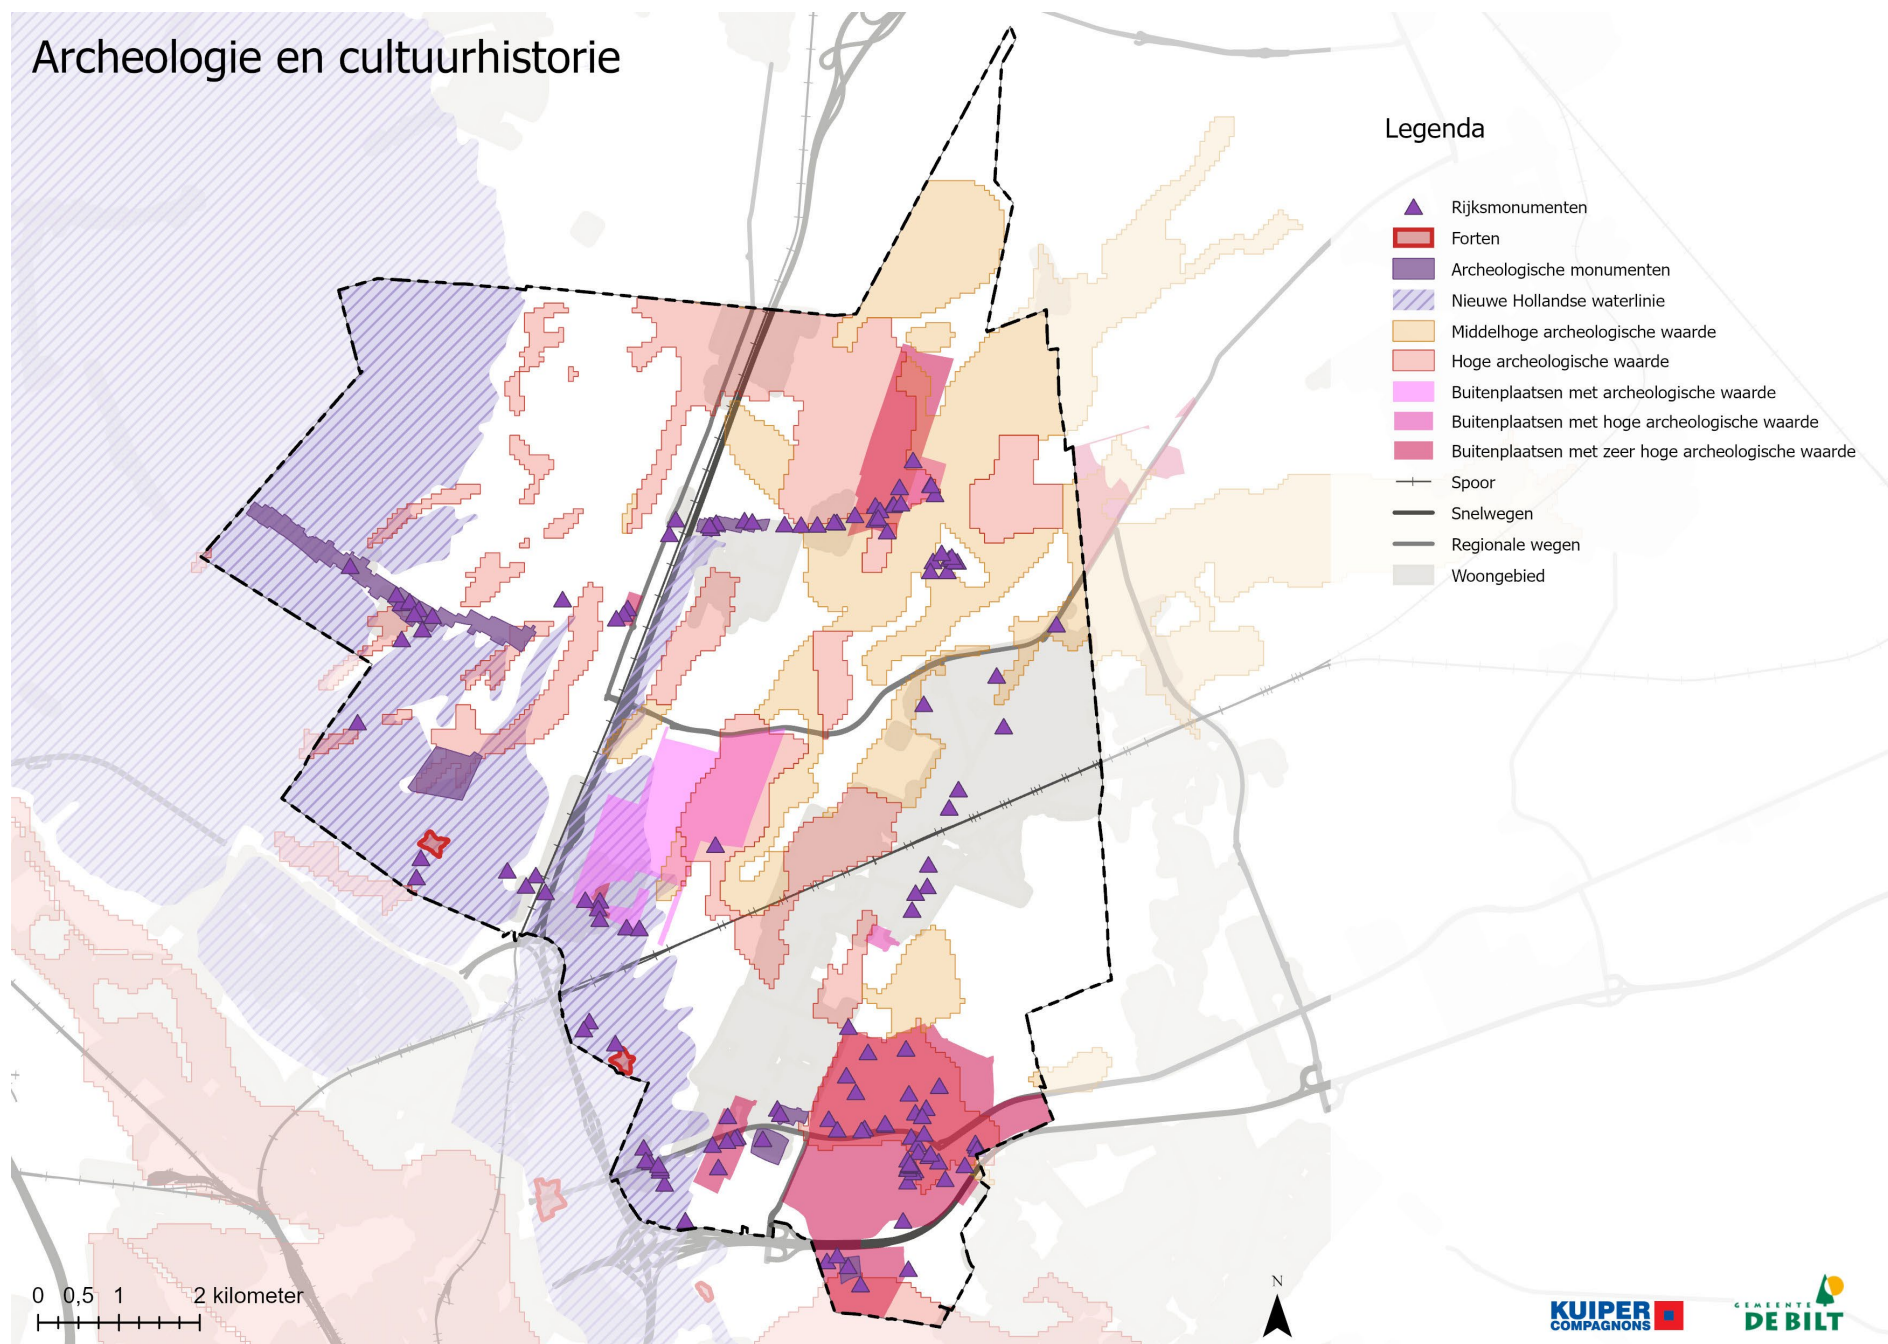 Archeologie en cultuurhistorie
Legenda
Rijksmonumenten
Forten
Archeologische monumenten
Nieuwe Hollandse waterlinie
Middelhoge archeologische waarde
Hoge archeologische waarde
Buitenplaatsen met archeologische waarde
Buitenplaatsen met hoge archeologische waarde
Buitenplaatsen met zeer hoge archeologische waarde
Spoor
Snelwegen
Regionale wegen
Woongebied
0 0,5 1 2 kilometer
N
KUIPER
COMPAGNONS
GEMEENTE
DE BILT